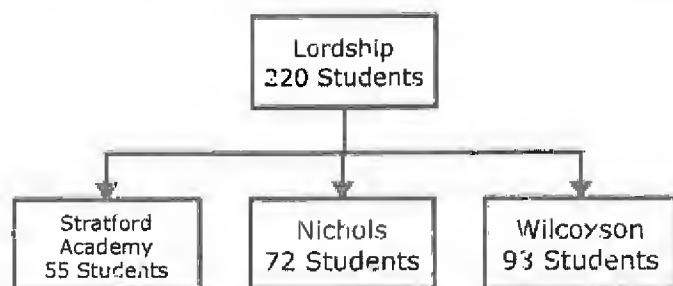 Lordship
220 Students
Stratford
Academy
55 Students
Nichols
72 Students
Wilcoxson
93 Students